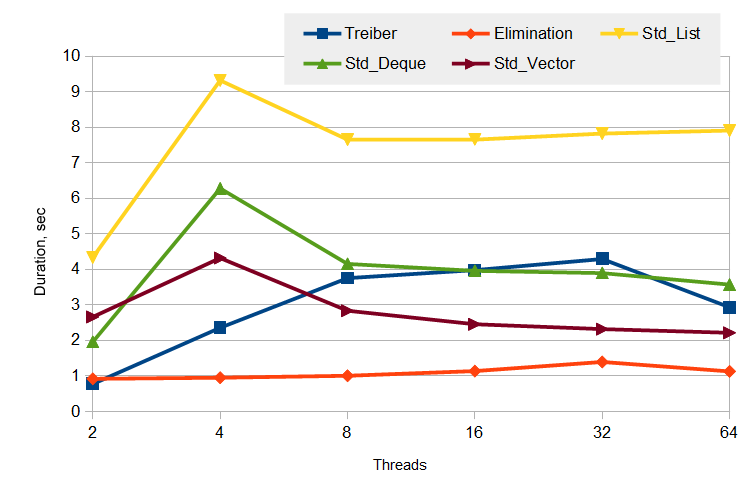 Treiber Elimination Std_List
Std_Deque Std_Vector
10
9
8
7
6
5
4
3
2
1
0
Duration, sec
2 4 8 16 32 64
Threads